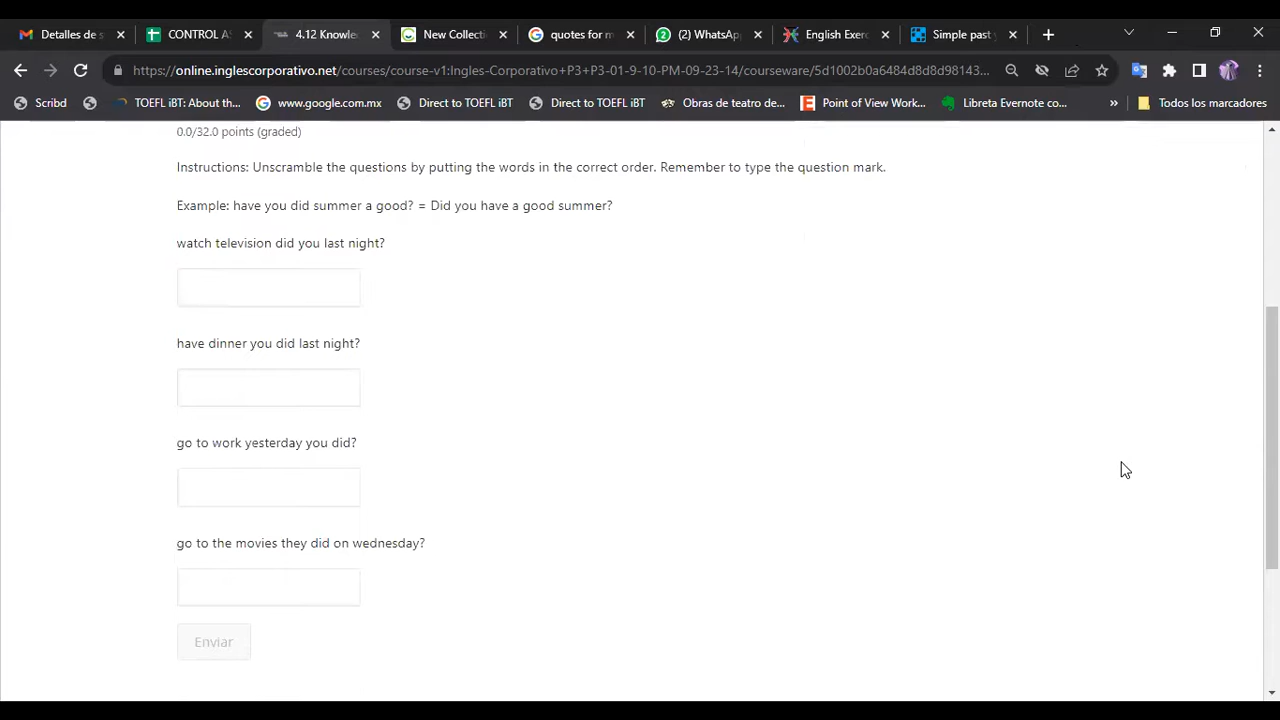 Detalles de s
CONTROL AS
4.12 Knowle
New Collecti
quotes for m
(2) WhatsAp
English Exer
Simple past
https://online.inglescorporativo.net/courses/course-v1:Ingles-Corporativo+P3+P3-01-9-10-PM-09-23-14/courseware/5d1002b0a6484d8d8d98143...
Scribd
TOEFL iBT: About th...
www.google.com.mx
Direct to TOEFL iBT
Direct to TOEFL iBT
Obras de teatro de...
Point of View Work...
Libreta Evernote co...
»
Todos los marcadores
0.0/32.0 points (graded)
Instructions: Unscramble the questions by putting the words in the correct order. Remember to type the question mark.
Example: have you did summer a good? = Did you have a good summer?
watch television did you last night?
have dinner you did last night?
go to work yesterday you did?
go to the movies they did on wednesday?
Enviar